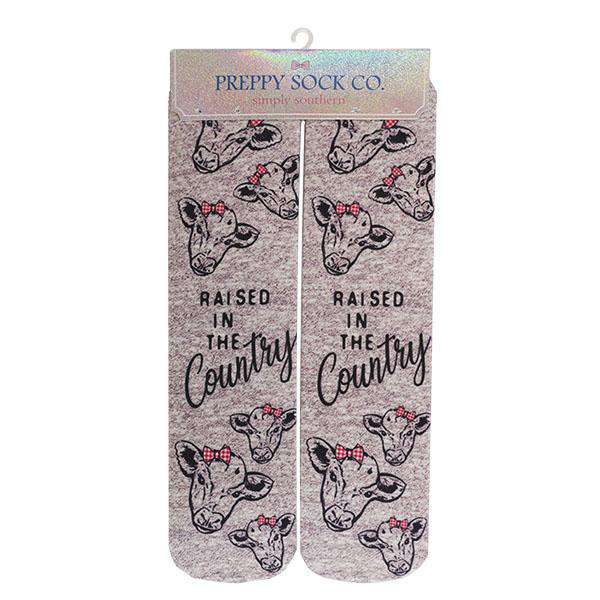 PREPPY SOCK CO.
simply southern
RAISED
IN
THE
Country
RAISED
IN
THE
Country